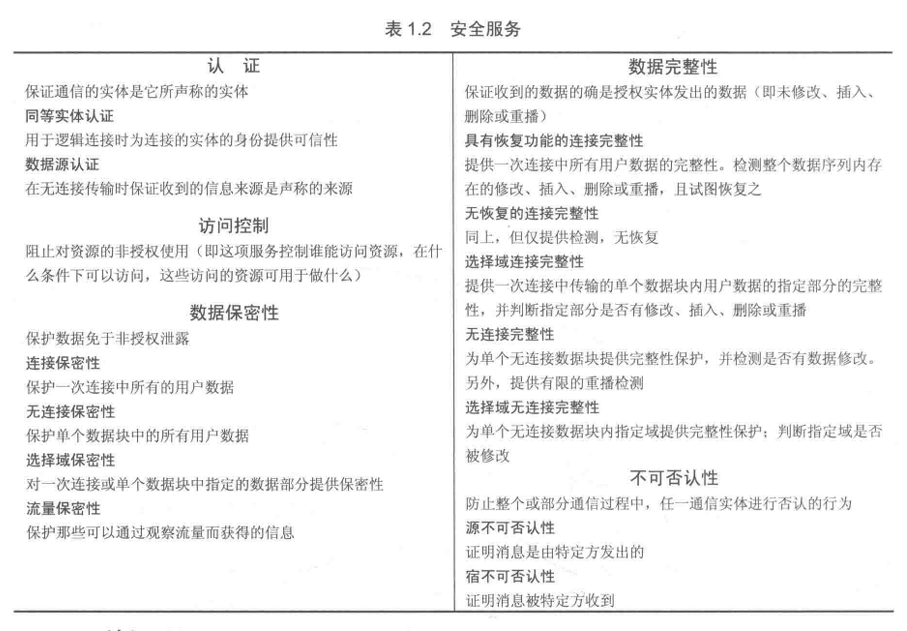 表 1.2 安全服务
认 证
保证通信的实体是它所声称的实体
同等实体认证
用于逻辑连接时为连接的实体的身份提供可信性
数据源认证
在无连接传输时保证收到的信息来源是声称的来源
访问控制
阻止对资源的非授权使用（即这项服务控制谁能访问资源，在什
么条件下可以访问，这些访问的资源可用于做什么）
数据保密性
保护数据免于非授权泄露
连接保密性
保护一次连接中所有的用户数据
无连接保密性
保护单个数据块中的所有用户数据
选择域保密性
对一次连接或单个数据块中指定的数据部分提供保密性
流量保密性
保护那些可以通过观察流量而获得的信息
数据完整性
保证收到的数据的确是授权实体发出的数据（即未修改、插入、
删除或重播）
具有恢复功能的连接完整性
提供一次连接中所有用户数据的完整性。检测整个数据序列内存
在的修改、插入、删除或重播，且试图恢复之
无恢复的连接完整性
同上，但仅提供检测，无恢复
选择域连接完整性
提供一次连接中传输的单个数据块内用户数据的指定部分的完整
性，并判断指定部分是否有修改、插入、删除或重播
无连接完整性
为单个无连接数据块提供完整性保护，并检测是否有数据修改。
另外，提供有限的重播检测
选择域无连接完整性
为单个无连接数据块内指定域提供完整性保护；判断指定域是否
被修改
不可否认性
防止整个或部分通信过程中，任一通信实体进行否认的行为
源不可否认性
证明消息是由特定方发出的
宿不可否认性
证明消息被特定方收到